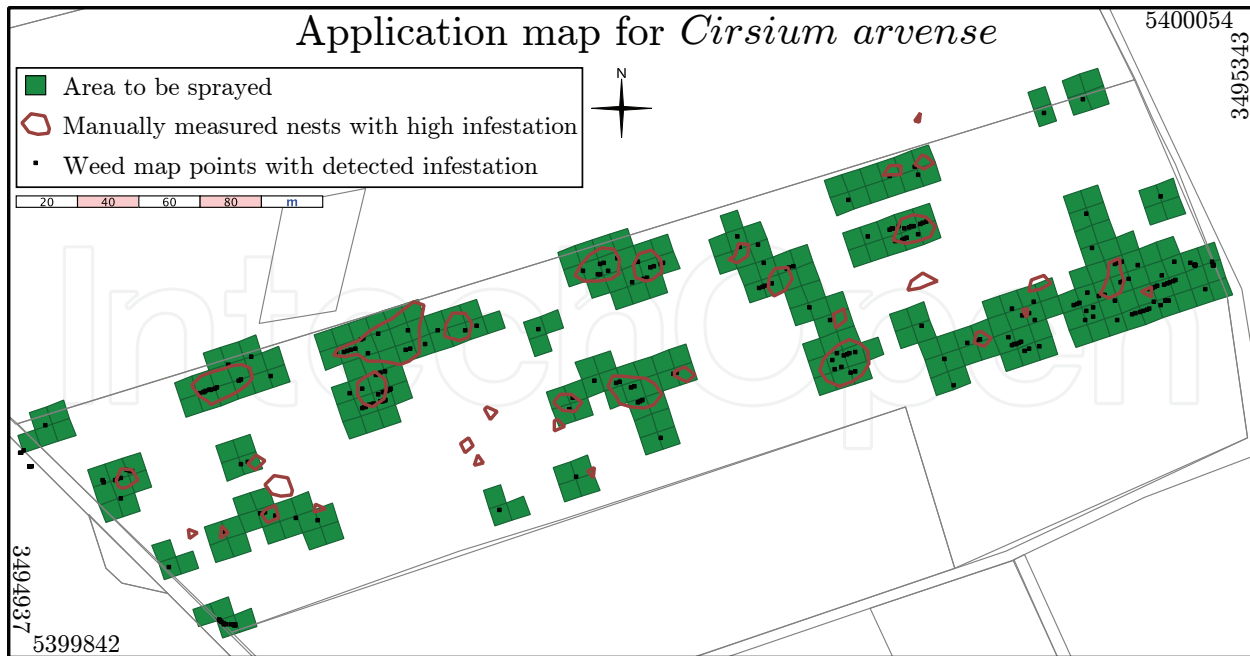 Application map for Cirsium arvense
5400054
3495343
N
Area to be sprayed
Manually measured nests with high infestation
Weed map points with detected infestation
20 40 60 80 m
IntechOpen
3494937
5399842